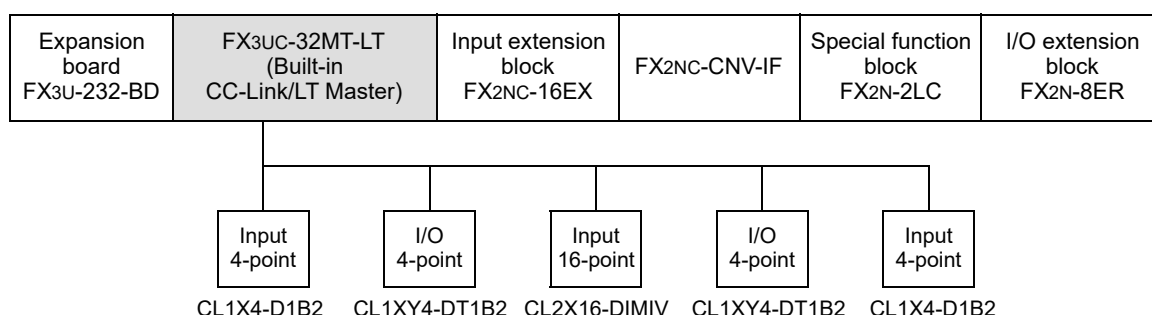 Expansion
board
FX3U-232-BD
FX3UC-32MT-LT
(Built-in
CC-Link/LT Master)
Input extension
block
FX2NC-16EX
FX2NC-CNV-IF
Special function
block
FX2N-2LC
I/O extension
block
FX2N-8ER
Input
4-point
I/O
4-point
Input
16-point
I/O
4-point
Input
4-point
CL1X4-D1B2
CL1XY4-DT1B2
CL2X16-DIMIV
CL1XY4-DT1B2
CL1X4-D1B2